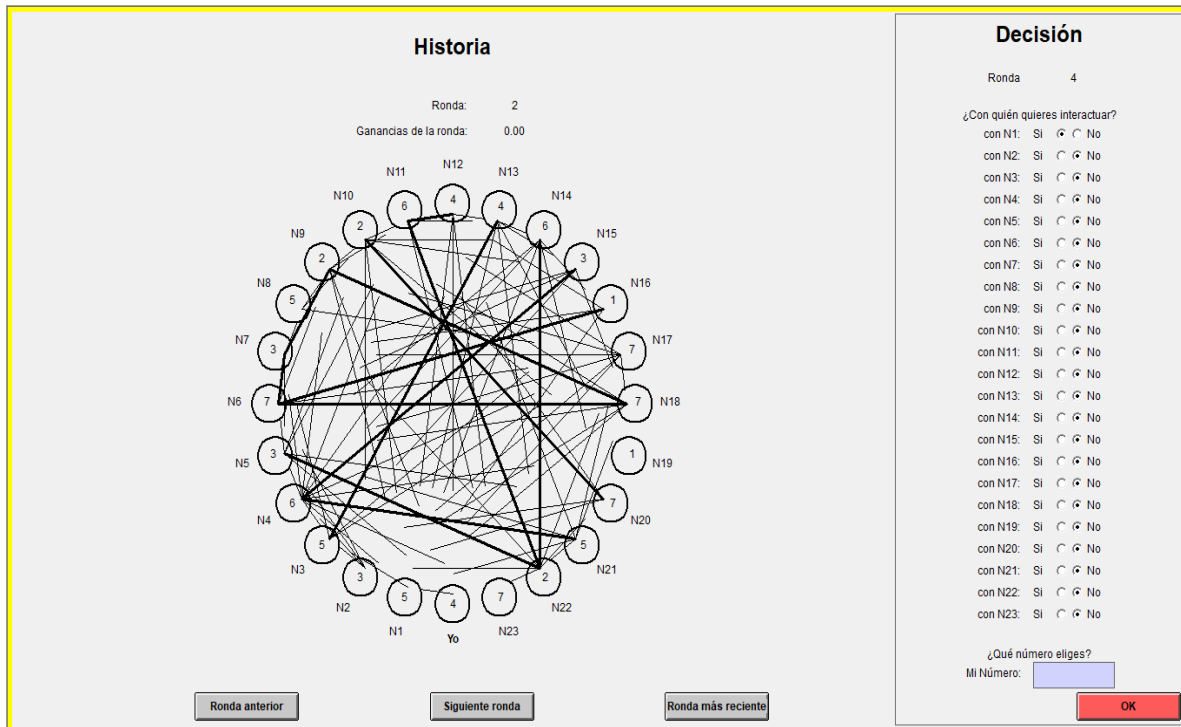 Historia
Ronda: 2
Ganancias de la ronda: 0.00
N12
N11 N13
N10 N14
4
6 4
2 6
N9 N15
2 3
N8 N16
5 1
N7 N17
3 7
N6 7 7 N18
N5 3 1 N19
6 7
N4 N20
5 5
N3 N21
3 2
N2 5 4 7 N22
N1 Yo N23
Ronda anterior
Siguiente ronda
Ronda más reciente
Decisión
Ronda 4
¿Con quién quieres interactuar?
con N1: Si No
con N2: Si No
con N3: Si No
con N4: Si No
con N5: Si No
con N6: Si No
con N7: Si No
con N8: Si No
con N9: Si No
con N10: Si No
con N11: Si No
con N12: Si No
con N13: Si No
con N14: Si No
con N15: Si No
con N16: Si No
con N17: Si No
con N18: Si No
con N19: Si No
con N20: Si No
con N21: Si No
con N22: Si No
con N23: Si No
¿Qué número eliges?
Mi Número:
OK